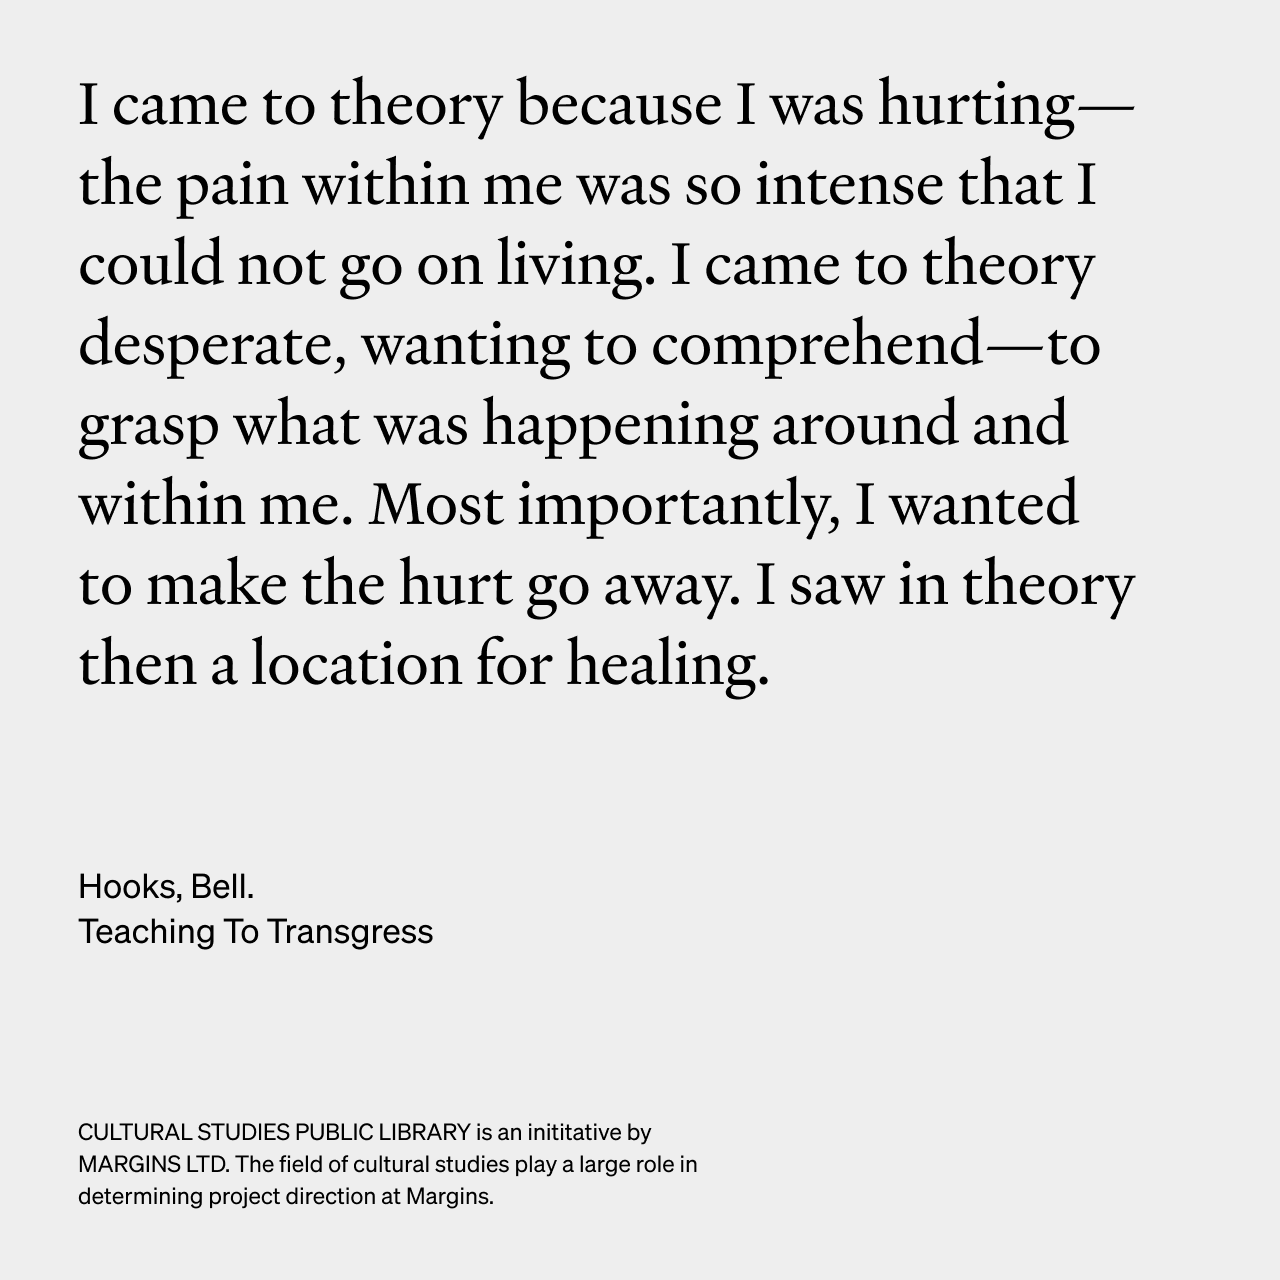 I came to theory because I was hurting—
the pain within me was so intense that I
could not go on living. I came to theory
desperate, wanting to comprehend—to
grasp what was happening around and
within me. Most importantly, I wanted
to make the hurt go away. I saw in theory
then a location for healing.
Hooks, Bell.
Teaching To Transgress
CULTURAL STUDIES PUBLIC LIBRARY is an inititative by
MARGINS LTD. The field of cultural studies play a large role in
determining project direction at Margins.